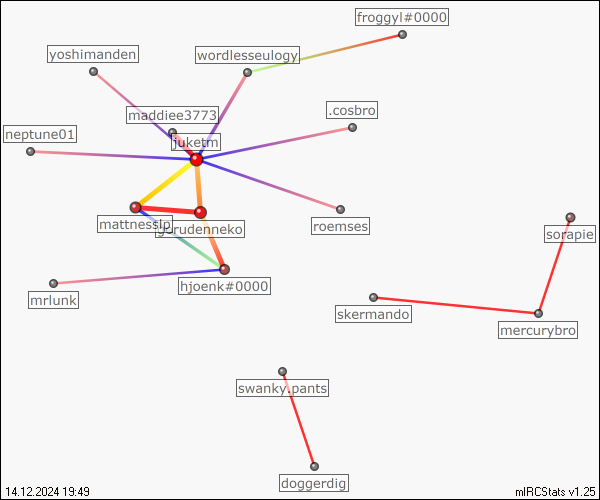 froggyl#0000
yoshimanden
wordlesseulogy
maddiee3773
.cosbro
neptune01
juketm
mattnesslp
gurudenneko
roemses
sorapie
hjoenk#0000
mrlunk
skermando
mercurybro
swanky.pants
doggerdig
14.12.2024 19:49
mIRCStats v1.25